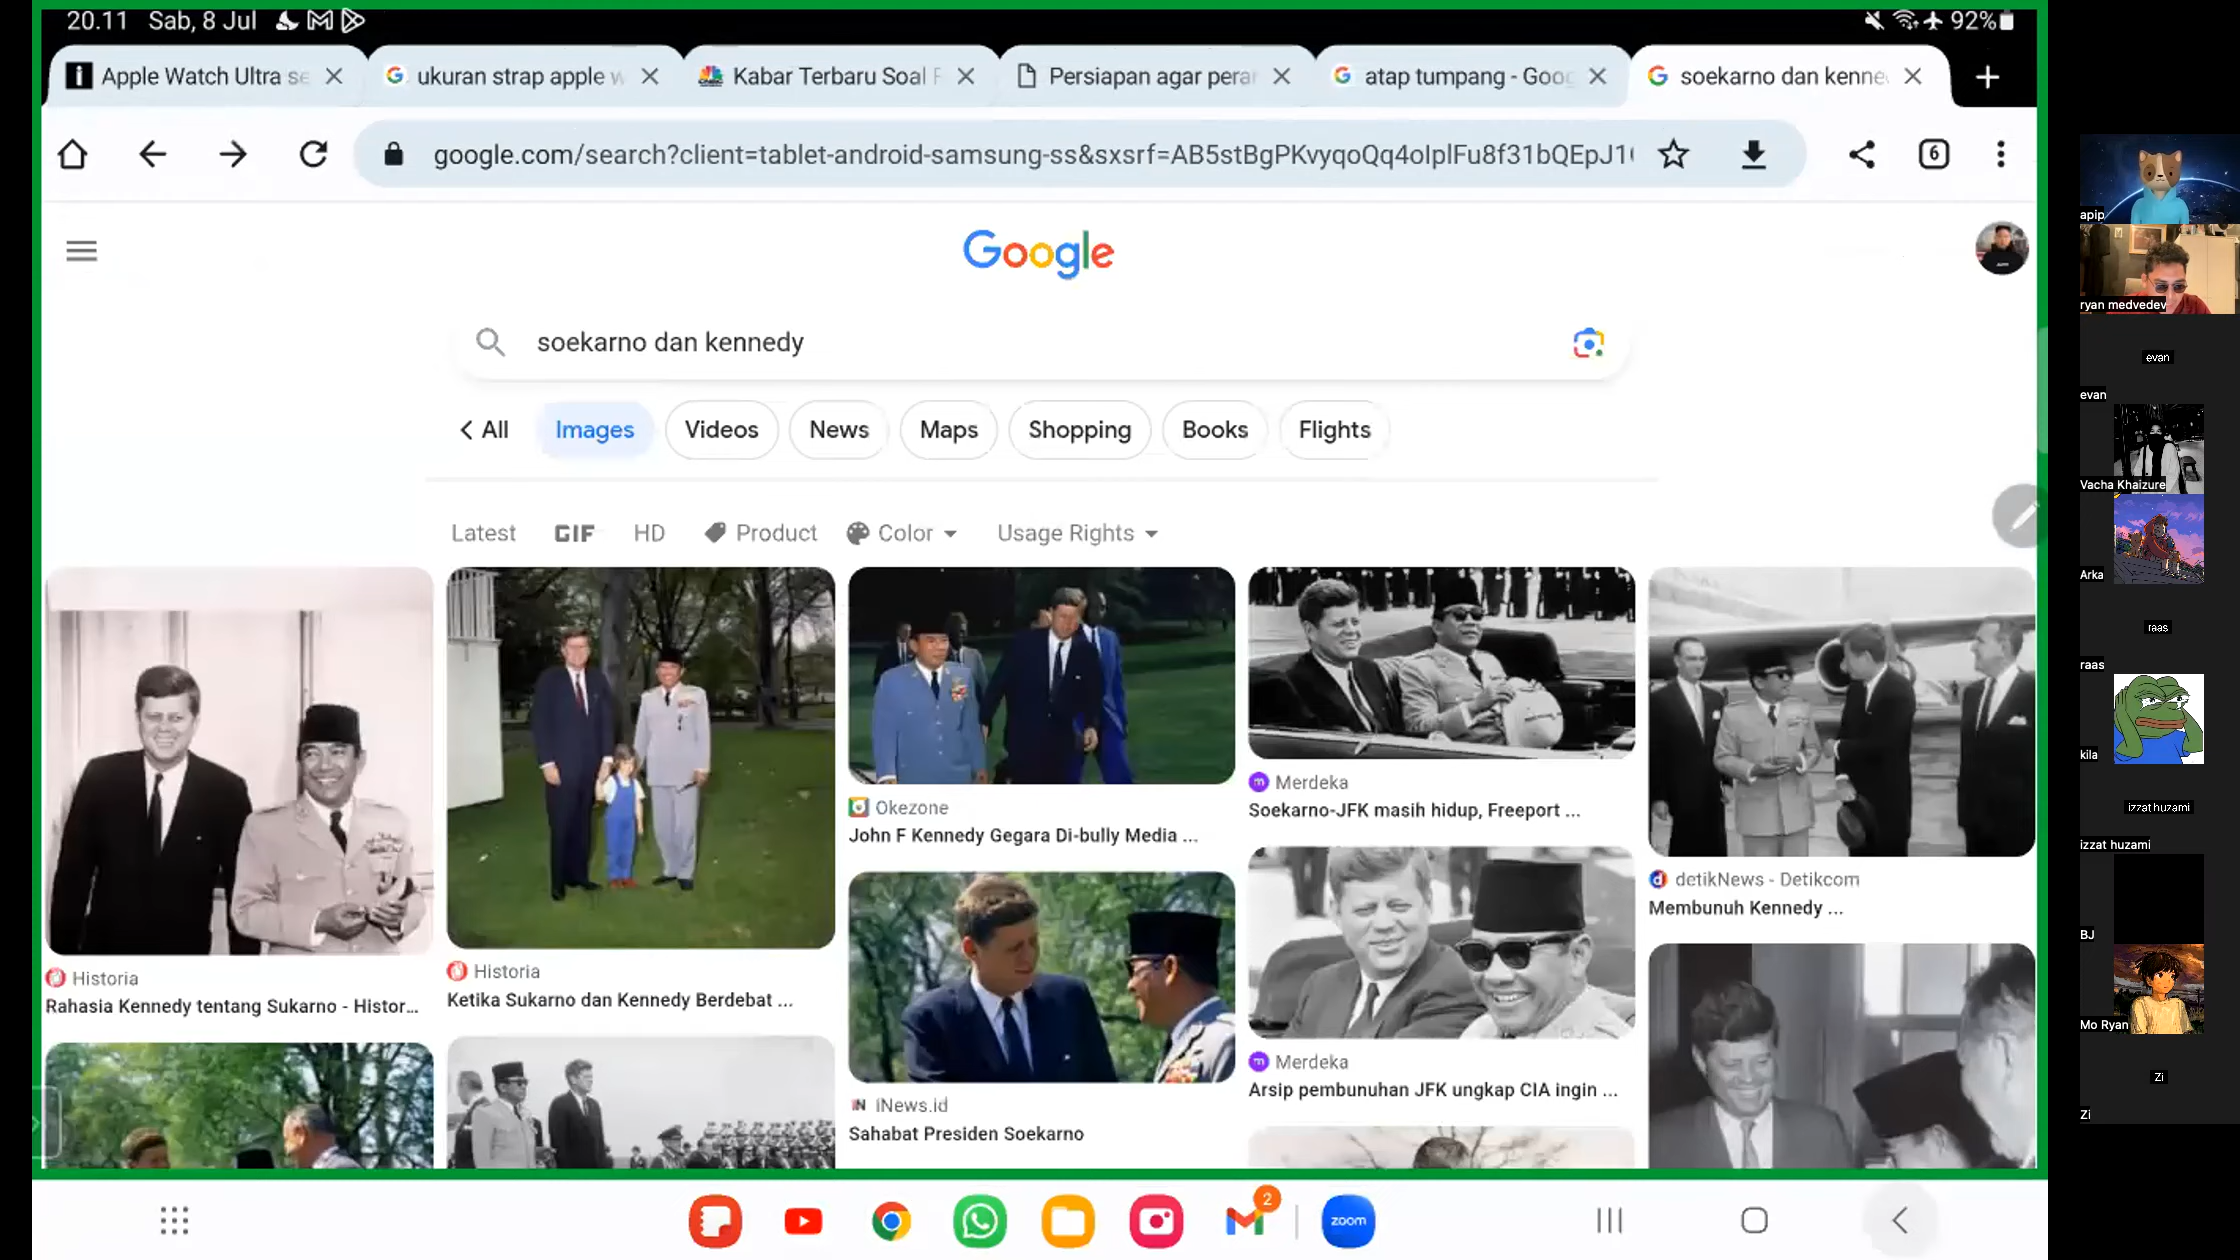 20.11 Sab, 8 Jul
92%
Apple Watch Ultra se
ukuran strap apple w
Kabar Terbaru Soal F
Persiapan agar perar
atap tumpang - Goog
soekarno dan kenne
google.com/search?client=tablet-android-samsung-ss&sxsrf=AB5stBgPKvyqoQq4oIplFu8f31bQEpJ1
6
Google
soekarno dan kennedy
All
Images
Videos
News
Maps
Shopping
Books
Flights
Latest
GIF
HD
Product
Color
Usage Rights
Historia
Rahasia Kennedy tentang Sukarno - Histor...
Historia
Ketika Sukarno dan Kennedy Berdebat ...
Okezone
John F Kennedy Gegara Di-bully Media ...
iNews.id
Sahabat Presiden Soekarno
Merdeka
Soekarno-JFK masih hidup, Freeport ...
Merdeka
Arsip pembunuhan JFK ungkap CIA ingin ...
detikNews - Detikcom
Membunuh Kennedy ...
2
zoom
apip
ryan medvedev
evan
evan
Vacha Khaizure
Arka
raas
raas
kila
izzat huzami
izzat huzami
BJ
Mo Ryan
Zi
Zi